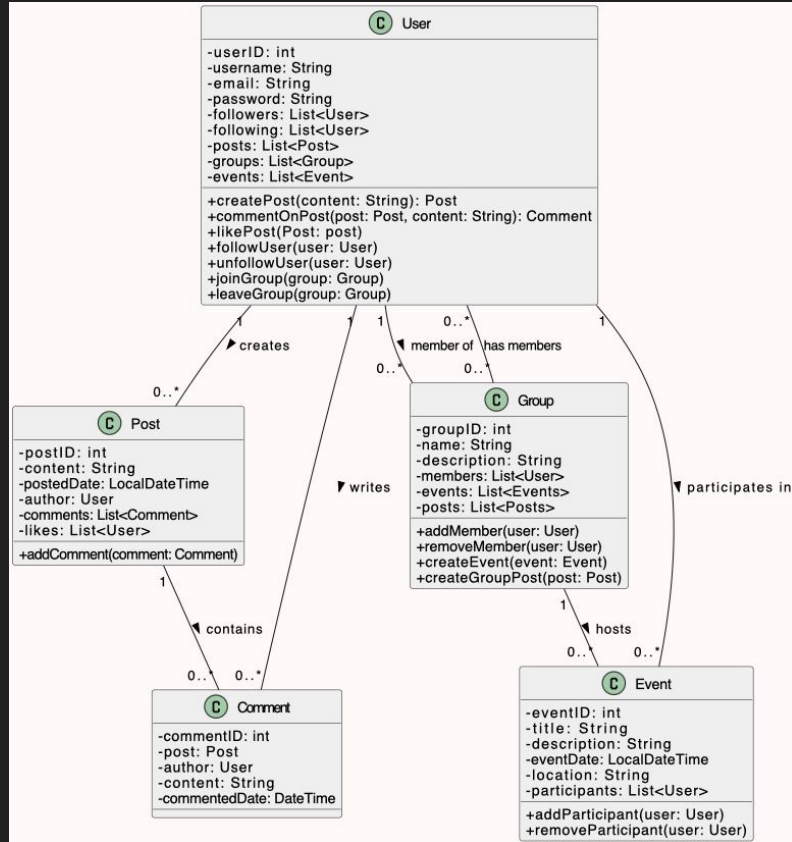 C User
-userID: int
-username: String
-email: String
-password: String
-followers: List<User>
-following: List<User>
-posts: List<Post>
-groups: List<Group>
-events: List<Event>
+createPost(content: String): Post
+commentOnPost(post: Post, content: String): Comment
+likePost(Post: post)
+followUser(user: User)
+unfollowUser(user: User)
+joinGroup(group: Group)
+leaveGroup(group: Group)
1 1 1 0..* 1
creates member of has members
0..* 0..* 0..*
C Post
-postID: int
-content: String
-postedDate: LocalDateTime
-author: User
-comments: List<Comment>
-likes: List<User>
+addComment(comment: Comment)
writes
C Group
-groupID: int
-name: String
-description: String
-members: List<User>
-events: List<Events>
-posts: List<Posts>
+addMember(user: User)
+removeMember(user: User)
+createEvent(event: Event)
+createGroupPost(post: Post)
participates in
1 1
contains hosts
0..* 0..* 0..* 0..*
C Comment
-commentID: int
-post: Post
-author: User
-content: String
-commentedDate: DateTime
C Event
-eventID: int
-title: String
-description: String
-eventDate: LocalDateTime
-location: String
-participants: List<User>
+addParticipant(user: User)
+removeParticipant(user: User)